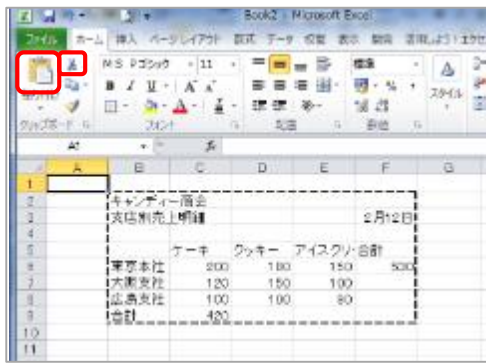 Book2 - Microsoft Excel
ファイル ホーム 挿入 ページレイアウト 数式 データ 校閲 表示 開発
MS Pゴシック 11
標準
B I U A A
スタイル
クリップボード フォント 配置 数値
A1 fx
A B C D E F G
1
2 キャンディー商会
3 支店別売上明細 2月12日
4
5 ケーキ クッキー アイスクリ 合計
6 東京本社 200 180 150 530
7 大阪支社 120 150 100
8 広島支社 100 100 80
9 合計 420
10
11